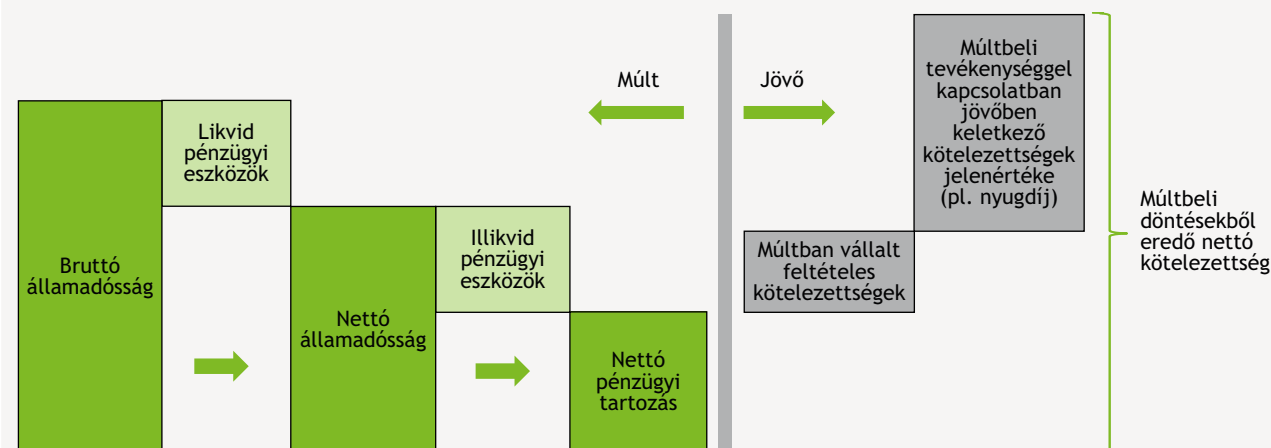 Múlt
Jövő
Múltbeli
tevékenységgel
kapcsolatban
jövőben
keletkező
kötelezettségek
jelenértéke
(pl. nyugdíj)
Likvid
pénzügyi
eszközök
Bruttó
államadósság
Illikvid
pénzügyi
eszközök
Nettó
államadósság
Nettó
pénzügyi
tartozás
Múltban vállalt
feltételes
kötelezettségek
Múltbeli
döntésekből
eredő nettó
kötelezettség